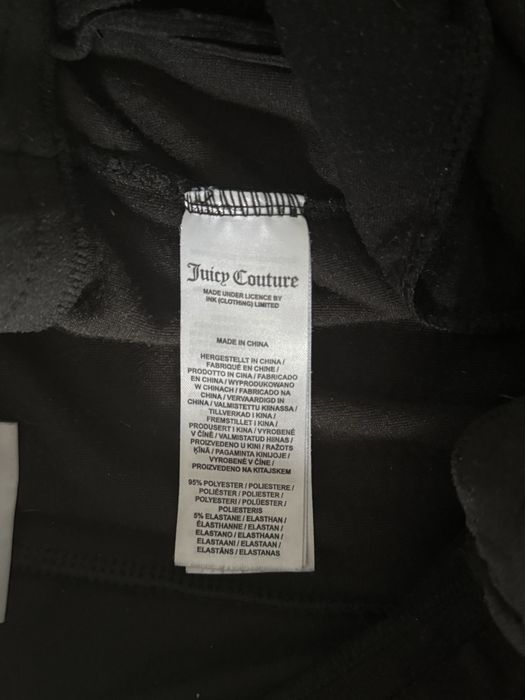 Juicy Couture
MADE UNDER LICENCE BY
INK (CLOTHING) LIMITED
MADE IN CHINA
HERGESTELLT IN CHINA /
FABRIQUÉ EN CHINE /
PRODOTTO IN CINA / FABRICADO
EN CHINA / WYPRODUKOWANO
W CHINACH / FABRICADO NA
CHINA / VERVAARDIGD IN
CHINA / VALMISTETTU KIINASSA /
TILLVERKAD I KINA /
FREMSTILLET I KINA /
PRODUSERT I KINA / VYROBENÉ
V ČÍNĚ / VALMISTATUD HIINAS /
PROIZVEDENO U KINI / RAŽOTS
ĶĪNĀ / PAGAMINTA KINIJOJE /
VYROBENÉ V ČÍNE /
PROIZVEDENO NA KITAJSKEM
95% POLYESTER / POLIESTERE /
POLIÉSTER / POLIESTER /
POLYESTERI / POLÜESTER /
POLIESTERIS
5% ELASTANE / ELASTHAN /
ÉLASTHANNE / ELASTAN /
ELASTANO / ELASTHAAN /
ELASTAANI / ELASTAAN /
ELASTĀNS / ELASTANAS